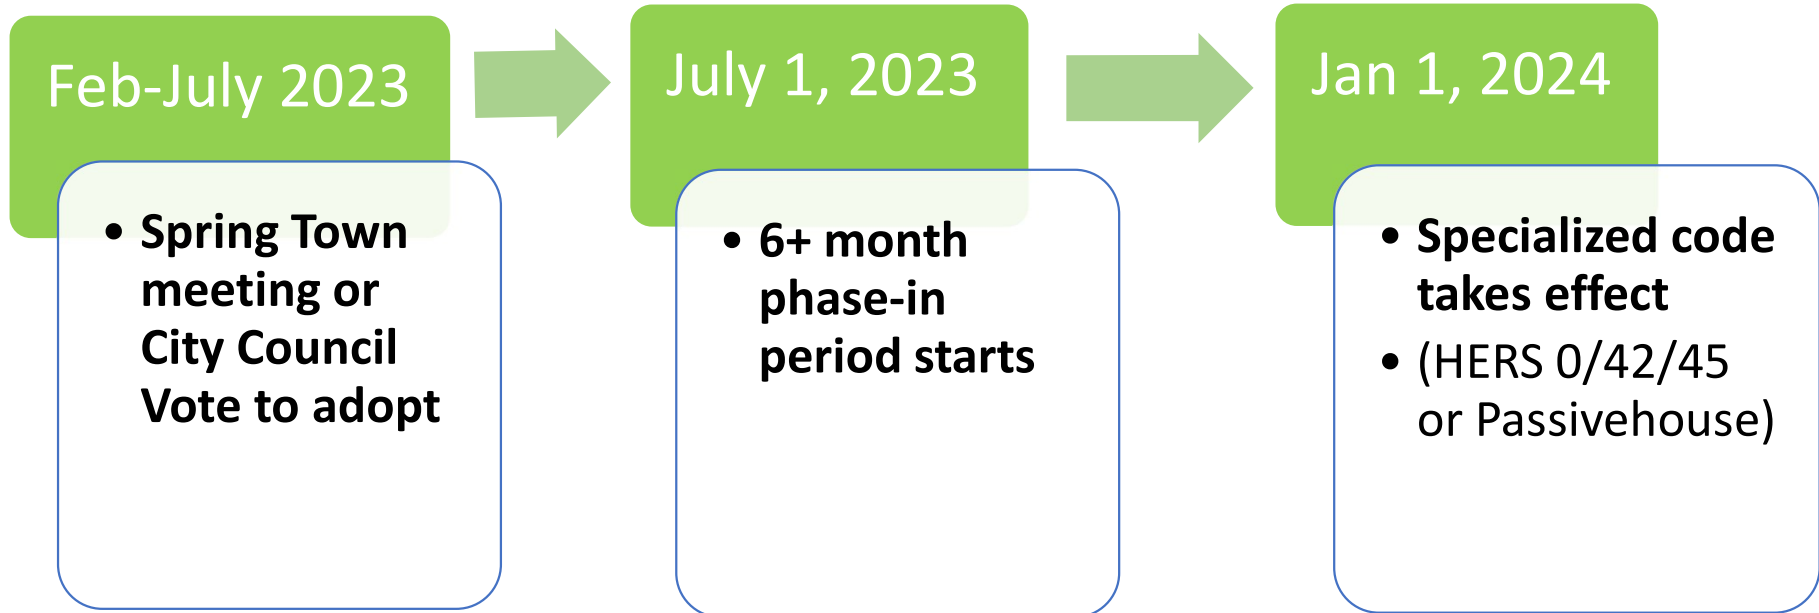 Feb-July 2023
• Spring Town
meeting or
City Council
Vote to adopt
July 1, 2023
• 6+ month
phase-in
period starts
Jan 1, 2024
• Specialized code
takes effect
• (HERS 0/42/45
or Passivehouse)